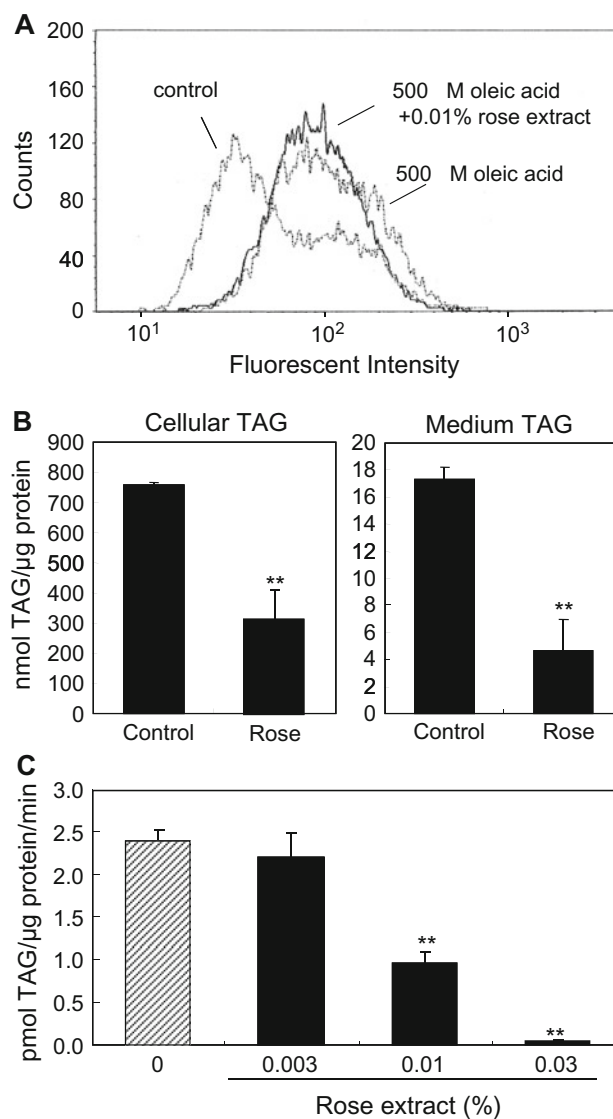 A
200
160
120
80
40
0
Counts
control
500 M oleic acid
+0.01% rose extract
500 M oleic acid
10¹ 10² 10³
Fluorescent Intensity
B
Cellular TAG
Medium TAG
nmol TAG/µg protein
900
800
700
600
500
400
300
200
100
0
**
Control Rose
20
18
16
14
12
10
8
6
4
2
0
**
Control Rose
C
pmol TAG/µg protein/min
3.0
2.5
2.0
1.5
1.0
0.5
0.0
**
**
0 0.003 0.01 0.03
Rose extract (%)